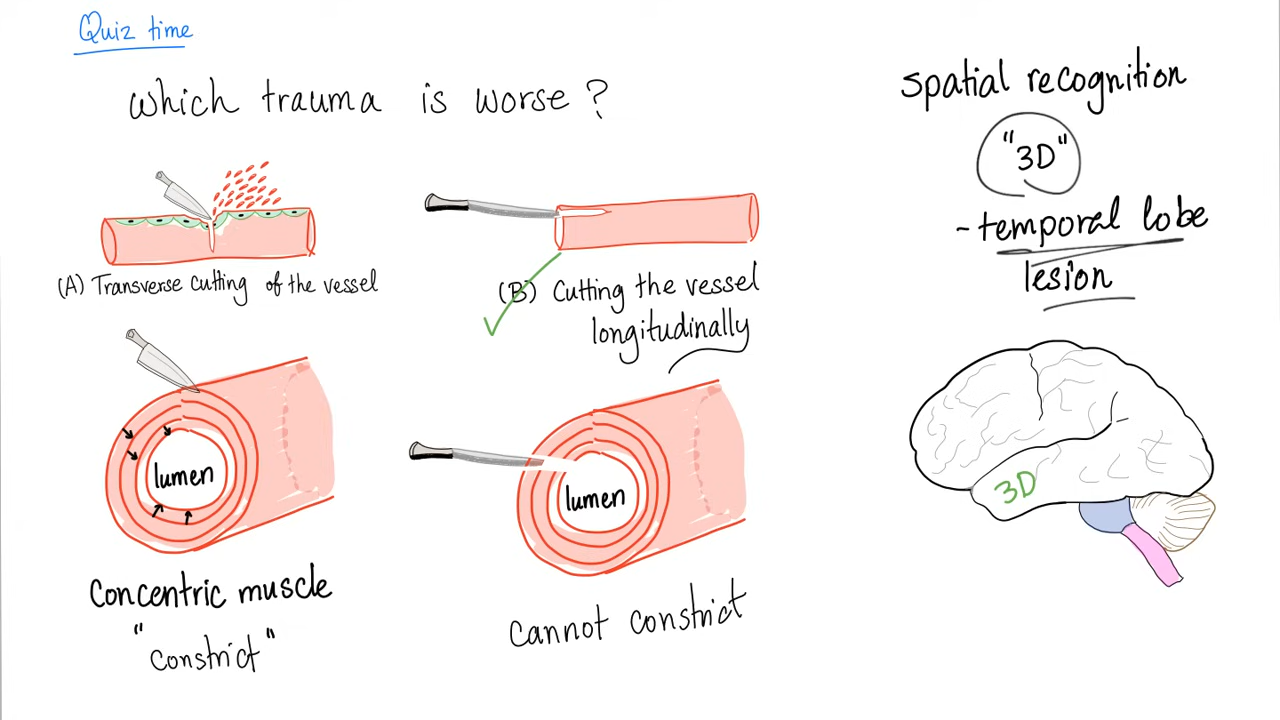 Quiz time
Which trauma is worse?
(A) Transverse cutting of the vessel
(B) Cutting the vessel
longitudinally
lumen
lumen
Concentric muscle
"constrict"
cannot constrict
spatial recognition
"3D"
- temporal lobe
lesion
3D